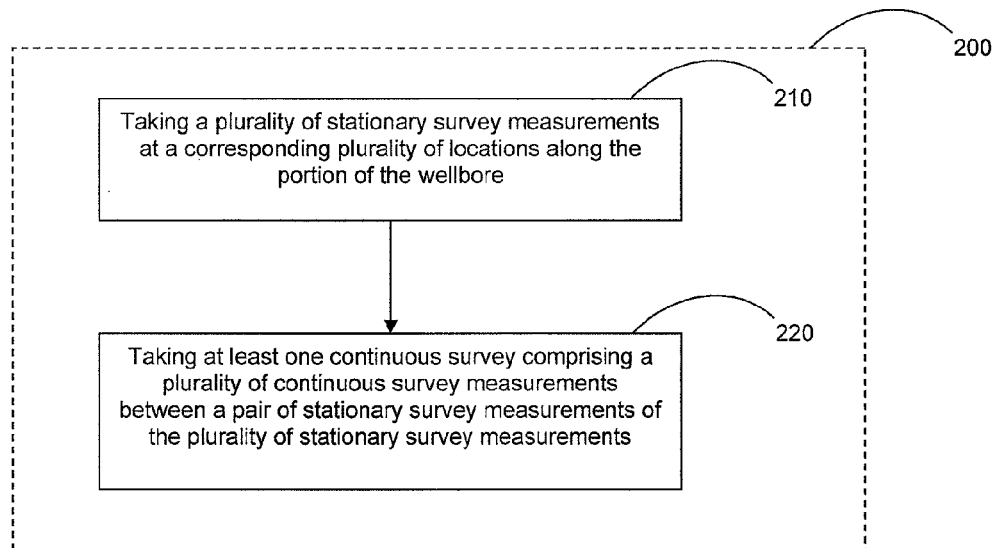 200
210
Taking a plurality of stationary survey measurements
at a corresponding plurality of locations along the
portion of the wellbore
220
Taking at least one continuous survey comprising a
plurality of continuous survey measurements
between a pair of stationary survey measurements of
the plurality of stationary survey measurements